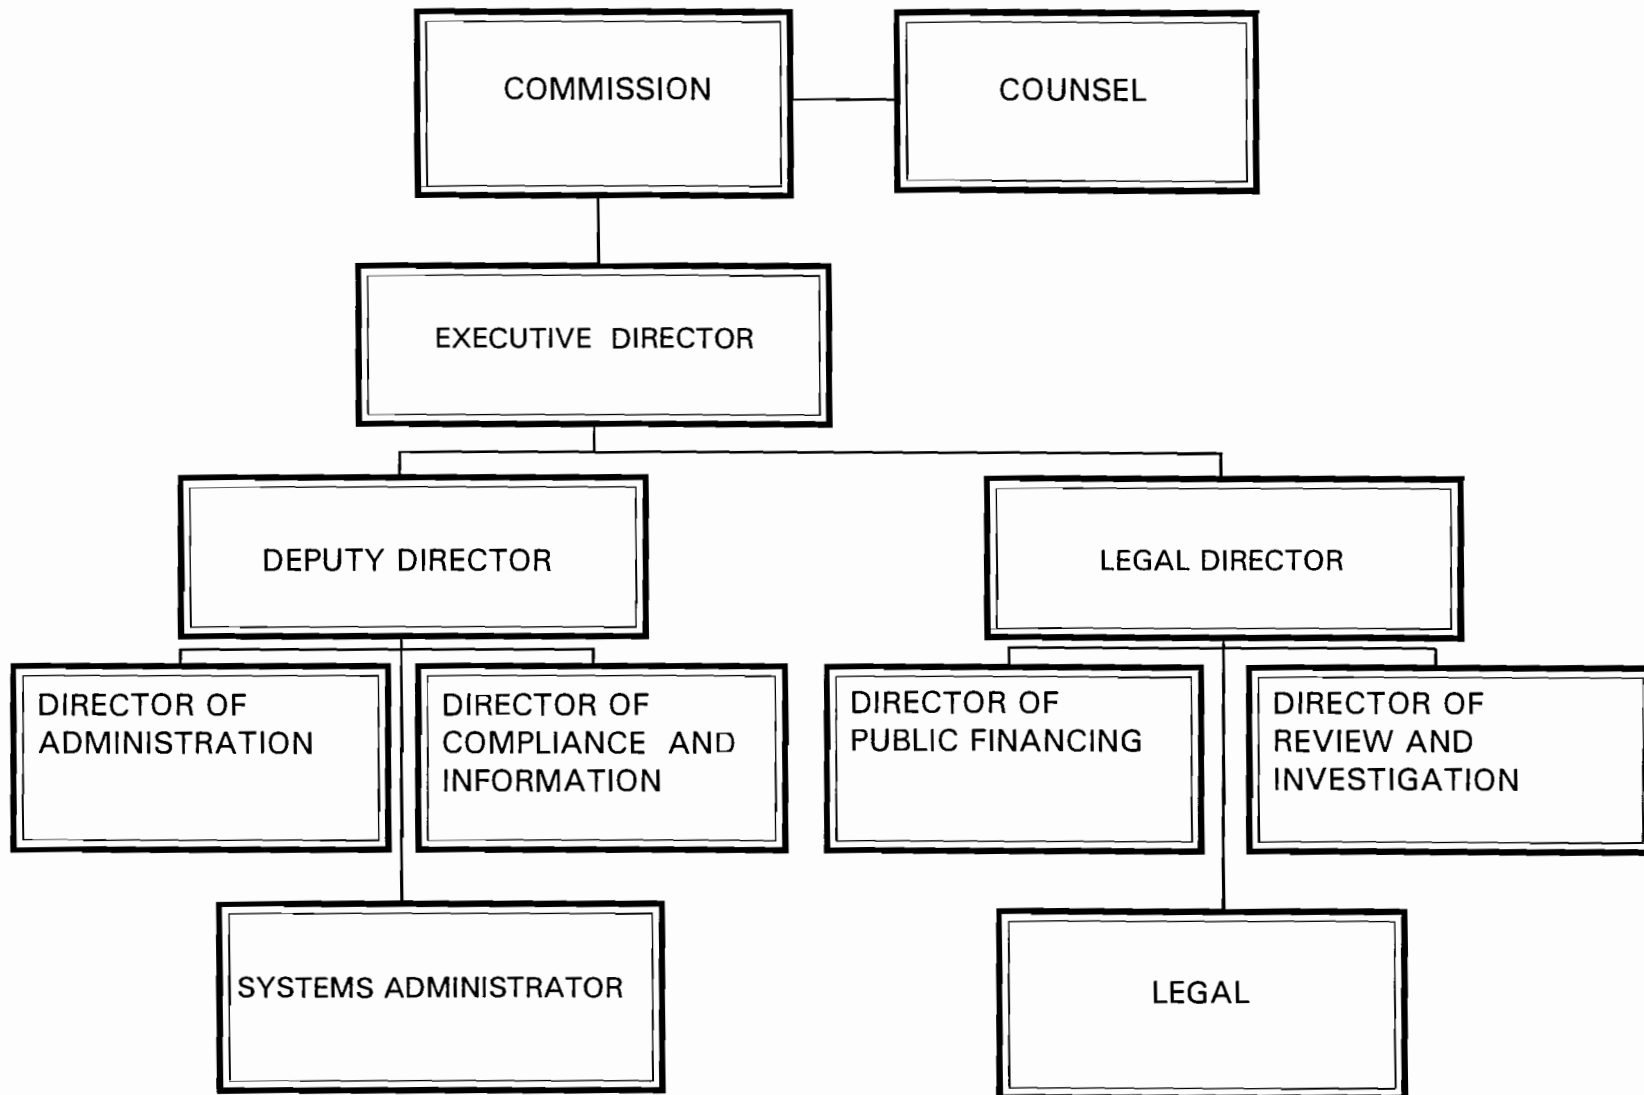 COMMISSION
COUNSEL
EXECUTIVE DIRECTOR
DEPUTY DIRECTOR
LEGAL DIRECTOR
DIRECTOR OF
ADMINISTRATION
DIRECTOR OF
COMPLIANCE AND
INFORMATION
DIRECTOR OF
PUBLIC FINANCING
DIRECTOR OF
REVIEW AND
INVESTIGATION
SYSTEMS ADMINISTRATOR
LEGAL